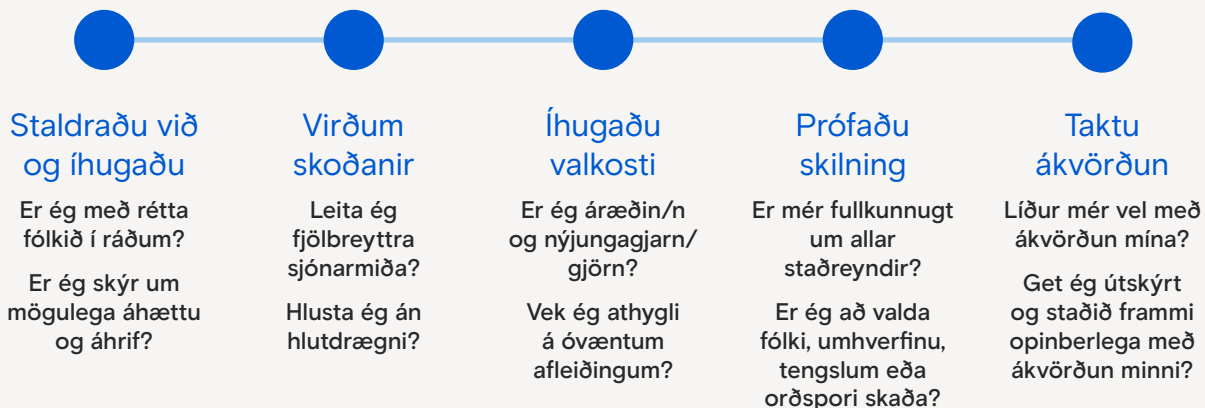 Staldraðu við
og íhugaðu
Er ég með rétta
fólkið í ráðum?
Er ég skýr um
mögulega áhættu
og áhrif?
Virðum
skoðanir
Leita ég
fjölbreyttra
sjónarmiða?
Hlusta ég án
hlutdrægni?
Íhugaðu
valkosti
Er ég áræðin/n
og nýjungagjarn/
gjörn?
Vek ég athygli
á óvæntum
afleiðingum?
Prófaðu
skilning
Er mér fullkunnugt
um allar
staðreyndir?
Er ég að valda
fólki, umhverfinu,
tengslum eða
orðspori skaða?
Taktu
ákvörðun
Líður mér vel með
ákvörðun mína?
Get ég útskýrt
og staðið frammi
opinberlega með
ákvörðun minni?